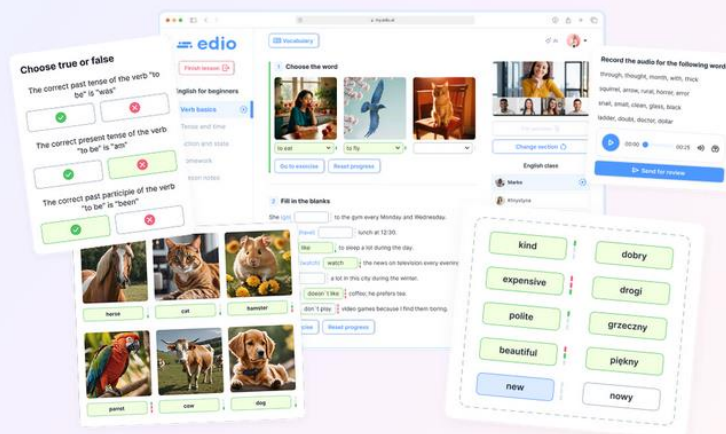 Choose true or false
The correct past tense of the verb "to
be" is "was"
The correct present tense of the verb
"to be" is "am"
The correct past participle of the verb
"to be" is "been"
edio
Vocabulary
Finish lesson
English for beginners
Verb basics
Tense and time
1 Choose the word
to eat
to fly
Go to exercise
Reset progress
2 Fill in the blanks
She
to the gym every Monday and Wednesday.
lunch at 12:30.
like
to sleep a lot during the day.
watch
the news on television every evening
a lot in this city during the winter.
doesn't like
coffee; he prefers tea.
don't play
video games because I find them boring.
Reset progress
Change section
English class
Marko
Record the audio for the following word
through, thought, month, with, thick
squirrel, arrow, rural, horror, error
snail, small, clean, glass, black
ladder, doubt, doctor, dollar
00:00
00:25
Send for review
horse
cat
hamster
parrot
cow
dog
kind
dobry
expensive
drogi
polite
grzeczny
beautiful
piękny
new
nowy